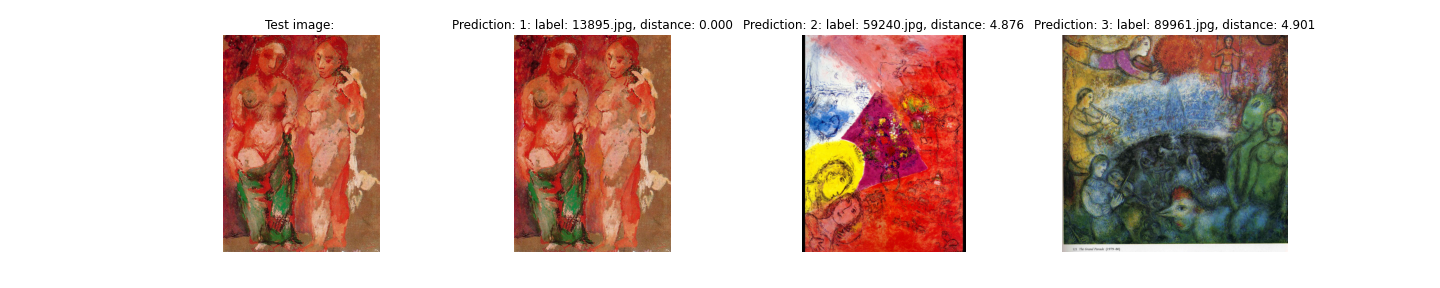 Test image:
Prediction: 1: label: 13895.jpg, distance: 0.000
Prediction: 2: label: 59240.jpg, distance: 4.876
Prediction: 3: label: 89961.jpg, distance: 4.901